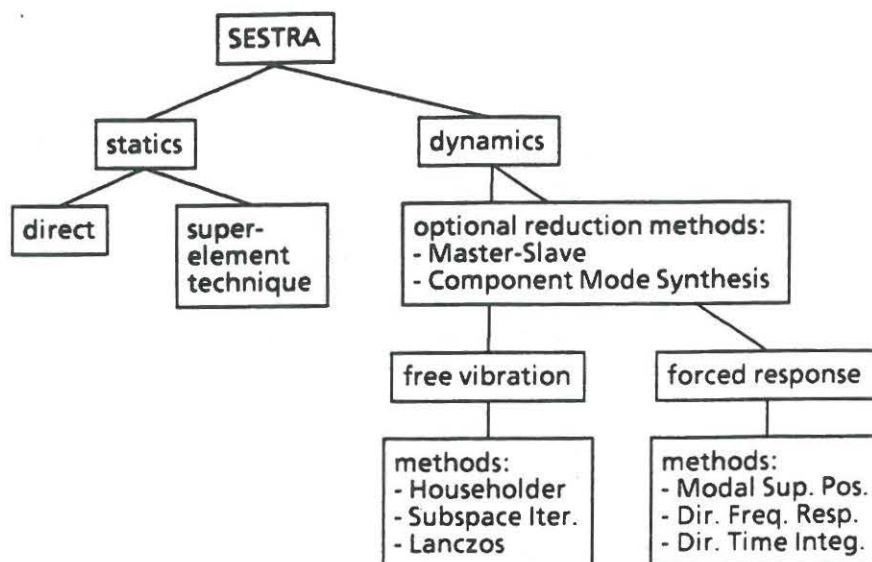 SESTRA
statics
dynamics
direct
super-
element
technique
optional reduction methods:
- Master-Slave
- Component Mode Synthesis
free vibration
forced response
methods:
- Householder
- Subspace Iter.
- Lanczos
methods:
- Modal Sup. Pos.
- Dir. Freq. Resp.
- Dir. Time Integ.